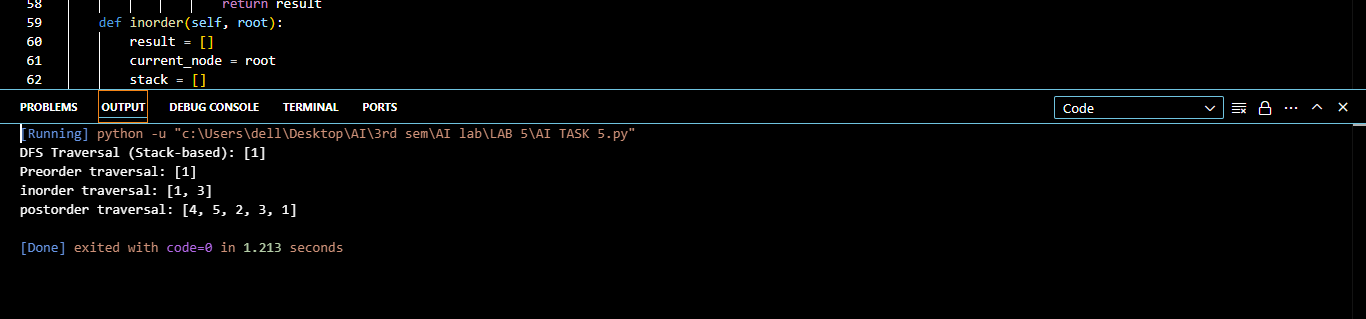 58 return result
59 def inorder(self, root):
60 result = []
61 current_node = root
62 stack = []
PROBLEMS OUTPUT DEBUG CONSOLE TERMINAL PORTS Code
[Running] python -u "c:\Users\dell\Desktop\AI\3rd sem\AI lab\LAB 5\AI TASK 5.py"
DFS Traversal (Stack-based): [1]
Preorder traversal: [1]
inorder traversal: [1, 3]
postorder traversal: [4, 5, 2, 3, 1]
[Done] exited with code=0 in 1.213 seconds